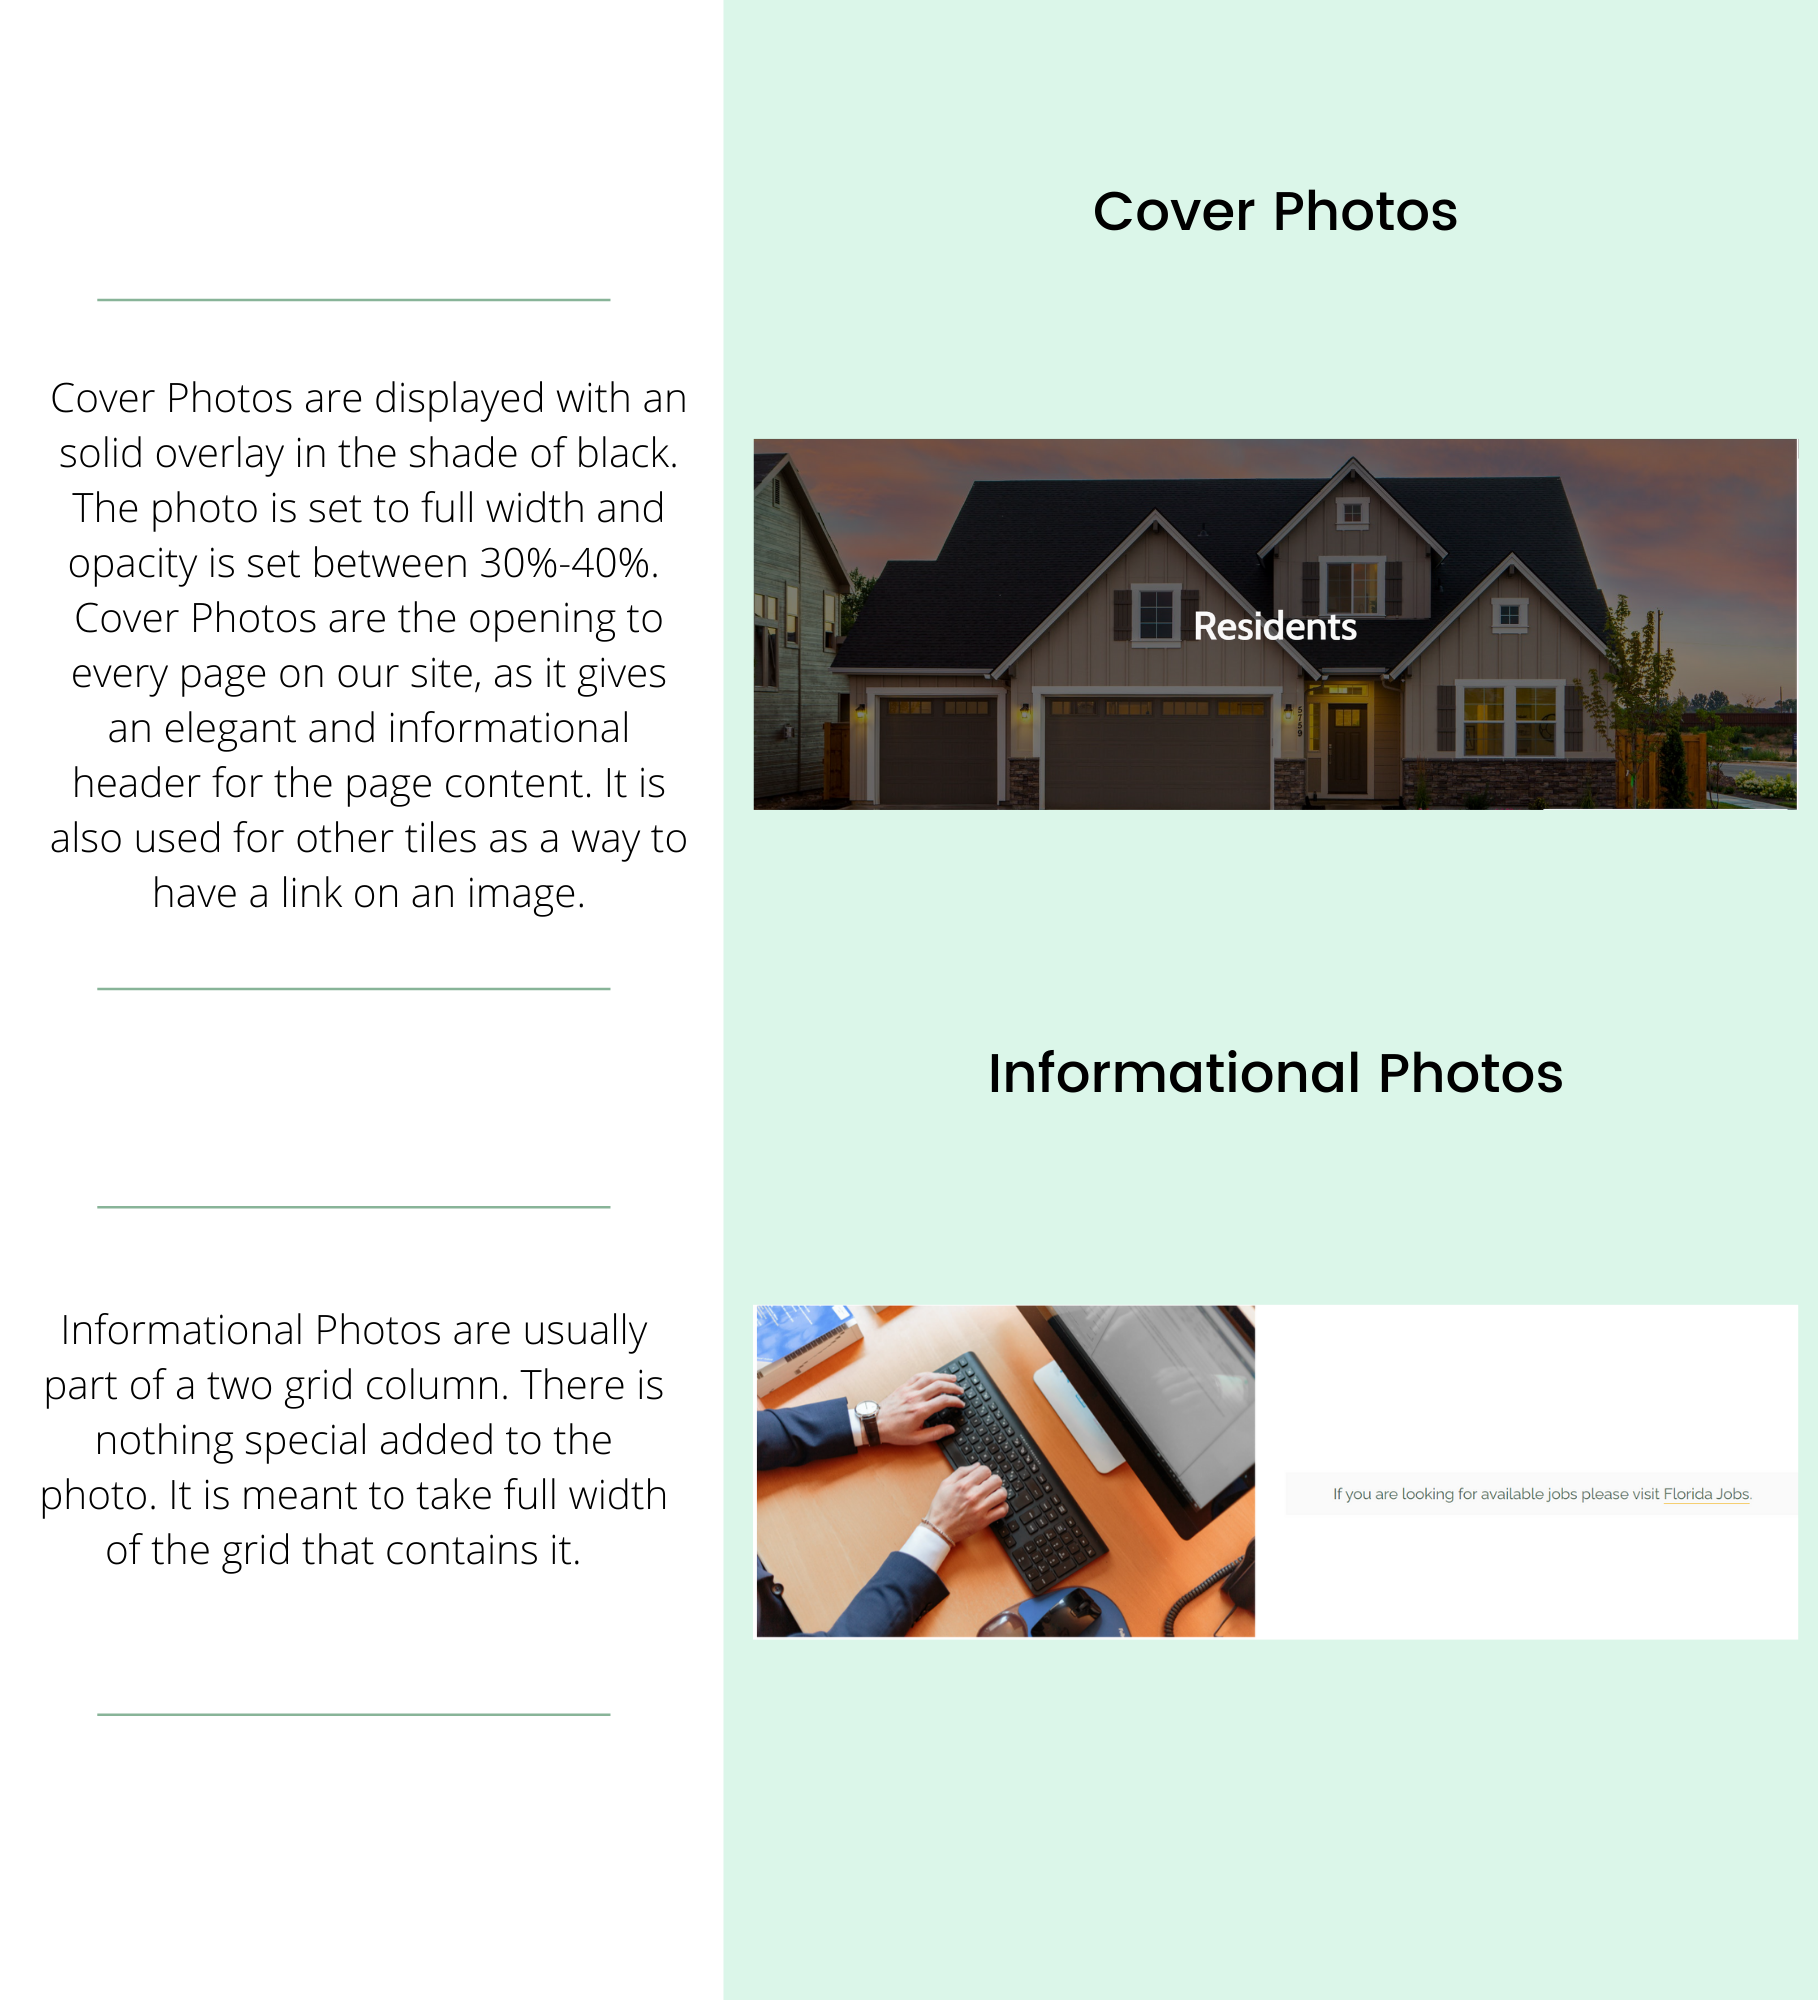 Cover Photos
Cover Photos are displayed with an
solid overlay in the shade of black.
The photo is set to full width and
opacity is set between 30%-40%.
Cover Photos are the opening to
every page on our site, as it gives
an elegant and informational
header for the page content. It is
also used for other tiles as a way to
have a link on an image.
Residents
5759
Informational Photos
Informational Photos are usually
part of a two grid column. There is
nothing special added to the
photo. It is meant to take full width
of the grid that contains it.
If you are looking for available jobs please visit Florida Jobs.